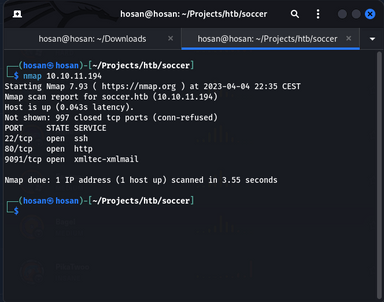 hosan@hosan: ~/Projects/htb/soccer
hosan@hosan: ~/Downloads
hosan@hosan: ~/Projects/htb/soccer
┌──(hosan㉿hosan)-[~/Projects/htb/soccer]
└─$ nmap 10.10.11.194
Starting Nmap 7.93 ( https://nmap.org ) at 2023-04-04 22:35 CEST
Nmap scan report for soccer.htb (10.10.11.194)
Host is up (0.043s latency).
Not shown: 997 closed tcp ports (conn-refused)
PORT     STATE SERVICE
22/tcp   open  ssh
80/tcp   open  http
9091/tcp open  xmltec-xmlmail
Nmap done: 1 IP address (1 host up) scanned in 3.55 seconds
┌──(hosan㉿hosan)-[~/Projects/htb/soccer]
└─$